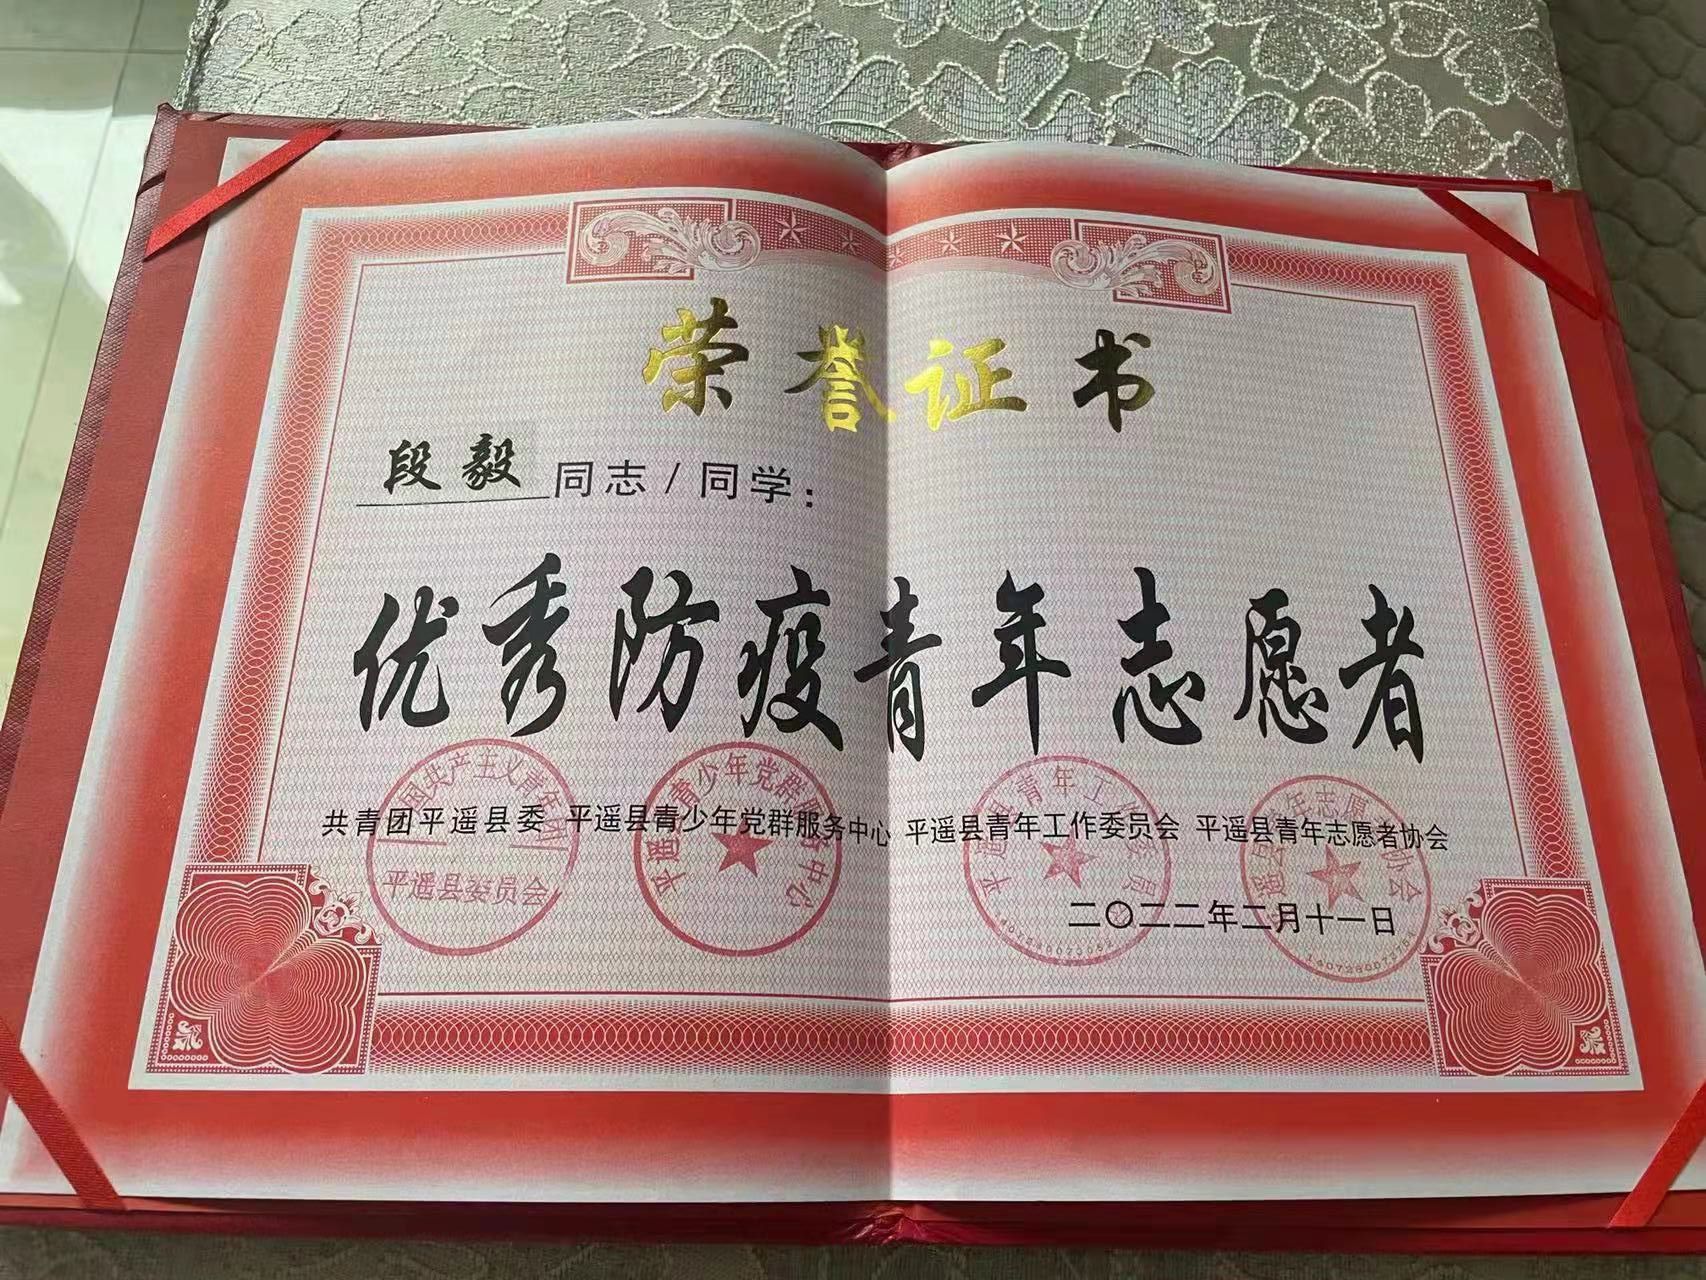 荣誉证书
段毅 同志/同学:
优秀防疫青年志愿者
共青团平遥县委 平遥县青少年党群服务中心 平遥县青年工作委员会 平遥县青年志愿者协会
平遥县委员会
二〇二二年二月十一日